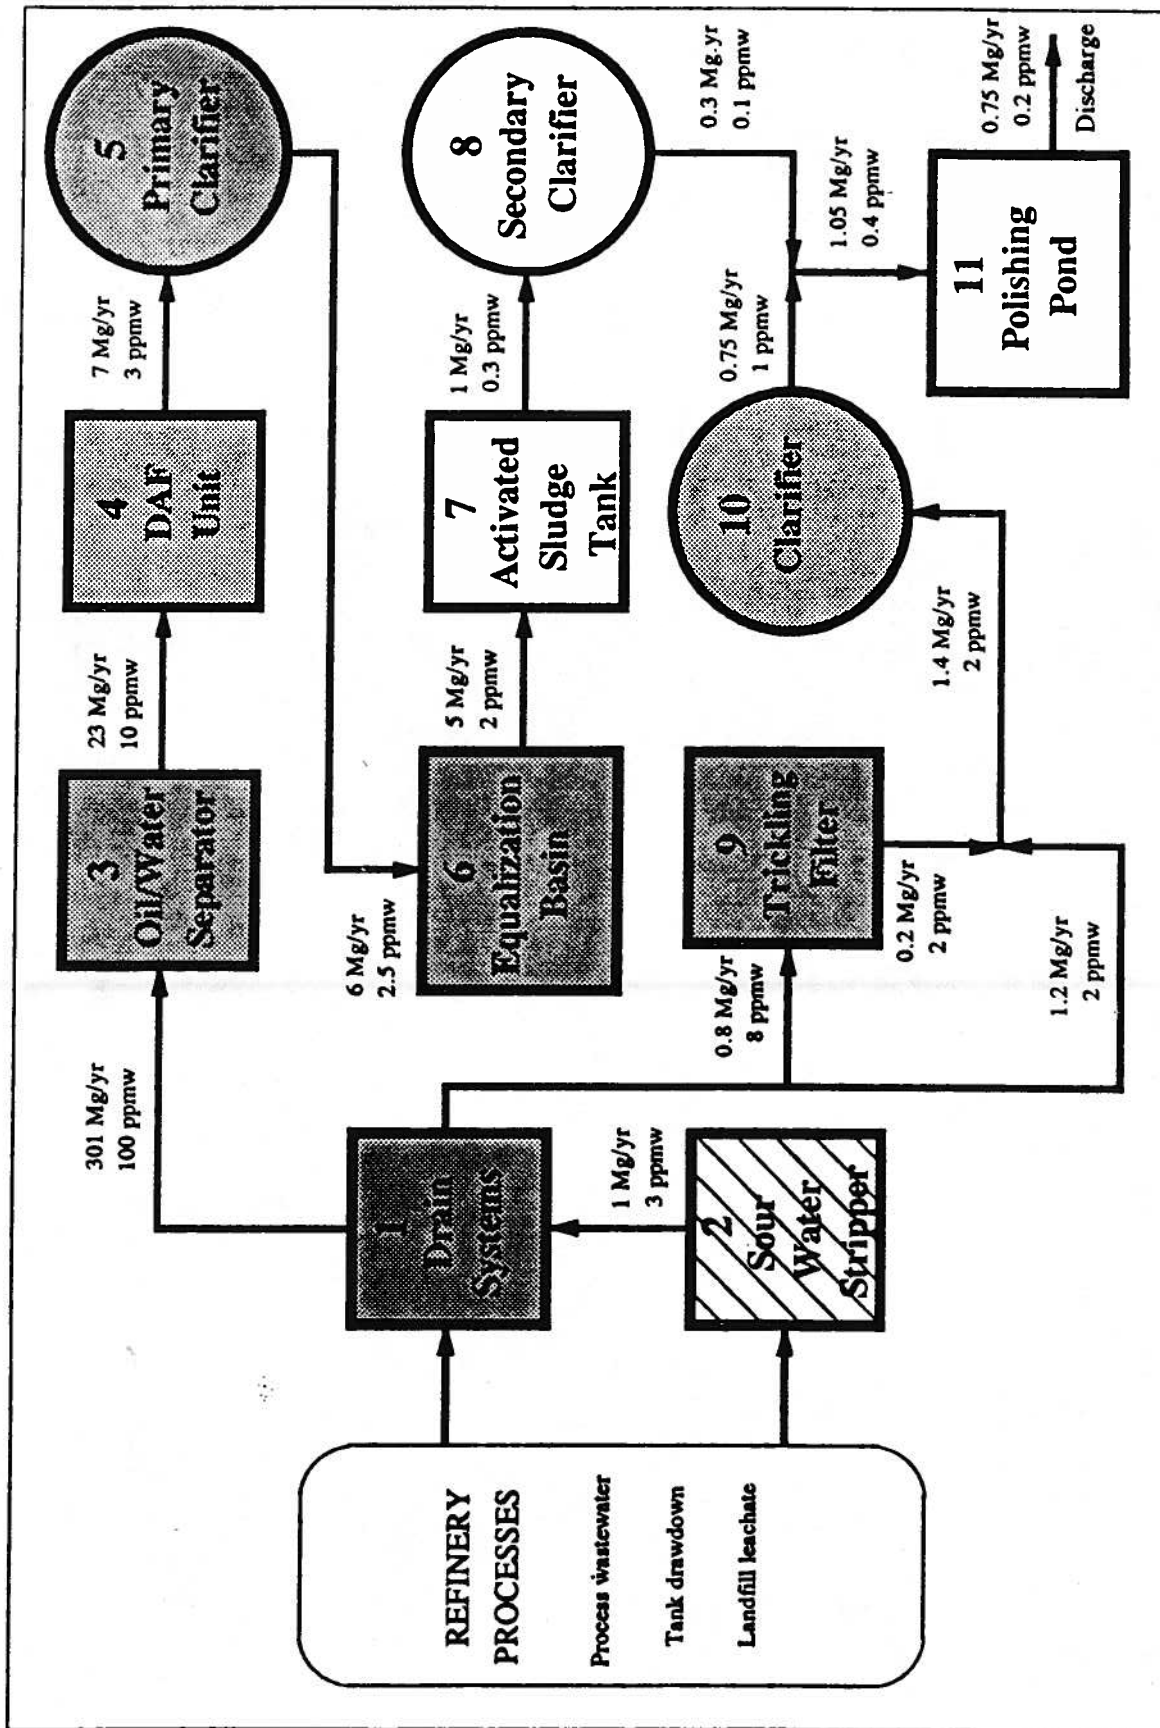 REFINERY
PROCESSES
Process wastewater
Tank drawdown
Landfill leachate
1
Drain
Systems
2
Sour
Water
Stripper
1 Mg/yr
3 ppmw
301 Mg/yr
100 ppmw
3
Oil/Water
Separator
23 Mg/yr
10 ppmw
4
DAF
Unit
7 Mg/yr
3 ppmw
5
Primary
Clarifier
6 Mg/yr
2.5 ppmw
6
Equalization
Basin
5 Mg/yr
2 ppmw
7
Activated
Sludge
Tank
1 Mg/yr
0.3 ppmw
8
Secondary
Clarifier
0.3 Mg.yr
0.1 ppmw
0.8 Mg/yr
8 ppmw
9
Trickling
Filter
0.2 Mg/yr
2 ppmw
1.2 Mg/yr
2 ppmw
1.4 Mg/yr
2 ppmw
10
Clarifier
0.75 Mg/yr
1 ppmw
1.05 Mg/yr
0.4 ppmw
11
Polishing
Pond
0.75 Mg/yr
0.2 ppmw
Discharge